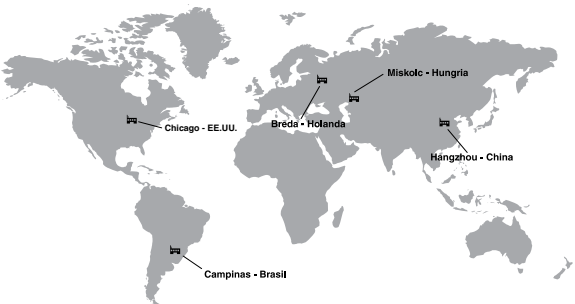 Miskolc - Hungria
Breda - Holanda
Chicago - EE.UU.
Hangzhou - China
Campinas - Brasil